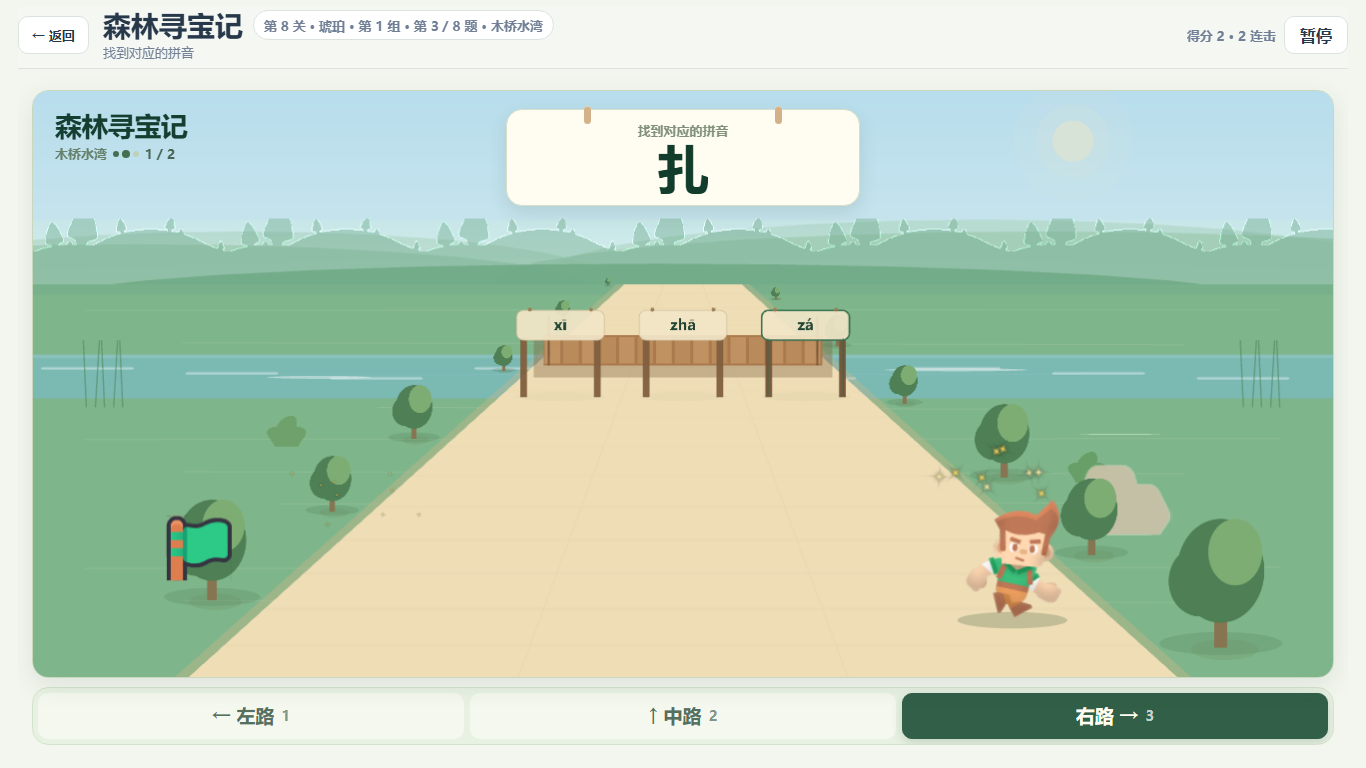 ← 返回
森林寻宝记
第 8 关 • 琥珀 • 第 1 组 • 第 3 / 8 题 • 木桥水湾
找到对应的拼音
得分 2 • 2 连击
暂停
森林寻宝记
木桥水湾 1 / 2
找到对应的拼音
扎
xī
zhā
zá
← 左路 1
↑ 中路 2
右路 → 3